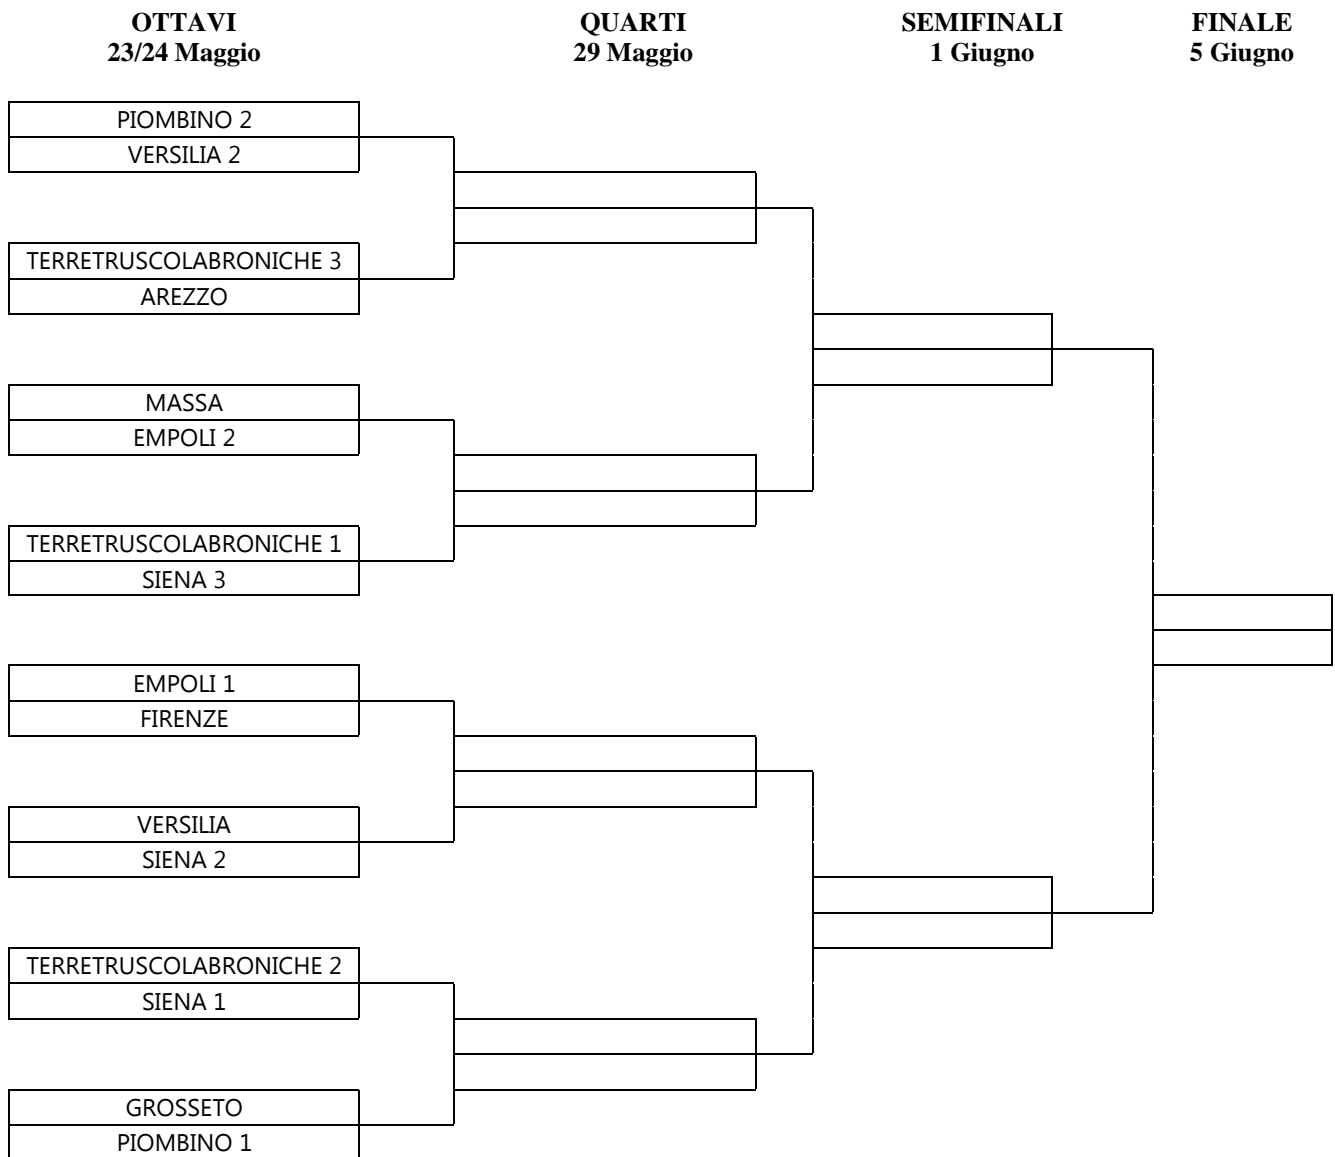 OTTAVI
23/24 Maggio
QUARTI
29 Maggio
SEMIFINALI
1 Giugno
FINALE
5 Giugno
PIOMBINO 2
VERSILIA 2
TERRETRUSCOLABRONICHE 3
AREZZO
MASSA
EMPOLI 2
TERRETRUSCOLABRONICHE 1
SIENA 3
EMPOLI 1
FIRENZE
VERSILIA
SIENA 2
TERRETRUSCOLABRONICHE 2
SIENA 1
GROSSETO
PIOMBINO 1